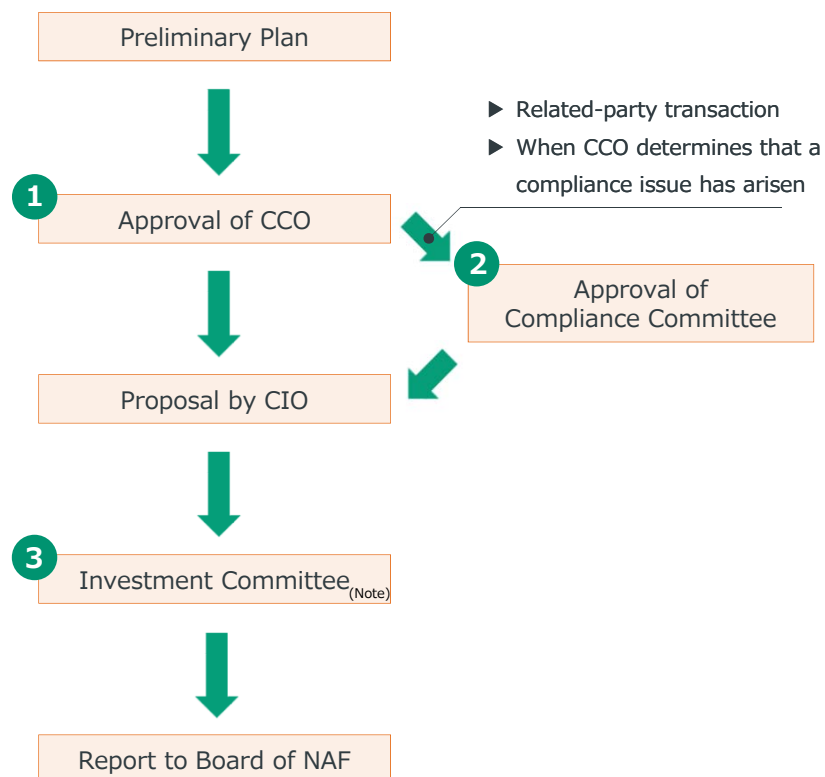 Preliminary Plan
▶ Related-party transaction
▶ When CCO determines that a
compliance issue has arisen
1
Approval of CCO
2
Approval of
Compliance Committee
Proposal by CIO
3
Investment Committee(Note)
Report to Board of NAF